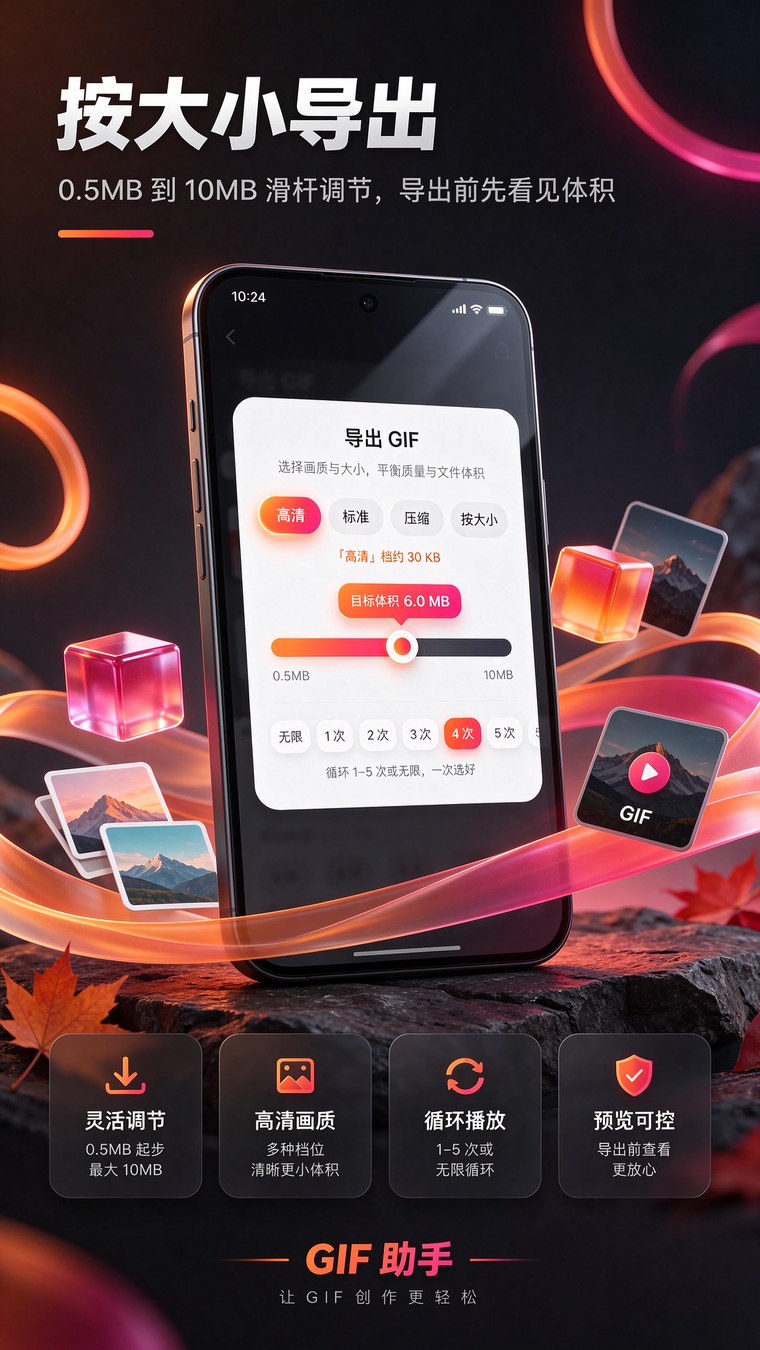 按大小导出
0.5MB 到 10MB 滑杆调节，导出前先看见体积
10:24
导出 GIF
导出 GIF
选择画质与大小，平衡质量与文件体积
高清 标准 压缩 按大小
「高清」档约 30 KB
目标体积 6.0 MB
0.5MB 10MB
无限 1 次 2 次 3 次 4 次 5 次
循环 1–5 次或无限，一次选好
GIF
灵活调节
0.5MB 起步
最大 10MB
高清画质
多种档位
清晰更小体积
循环播放
1–5 次或
无限循环
预览可控
导出前查看
更放心
GIF 助手
让 GIF 创作更轻松